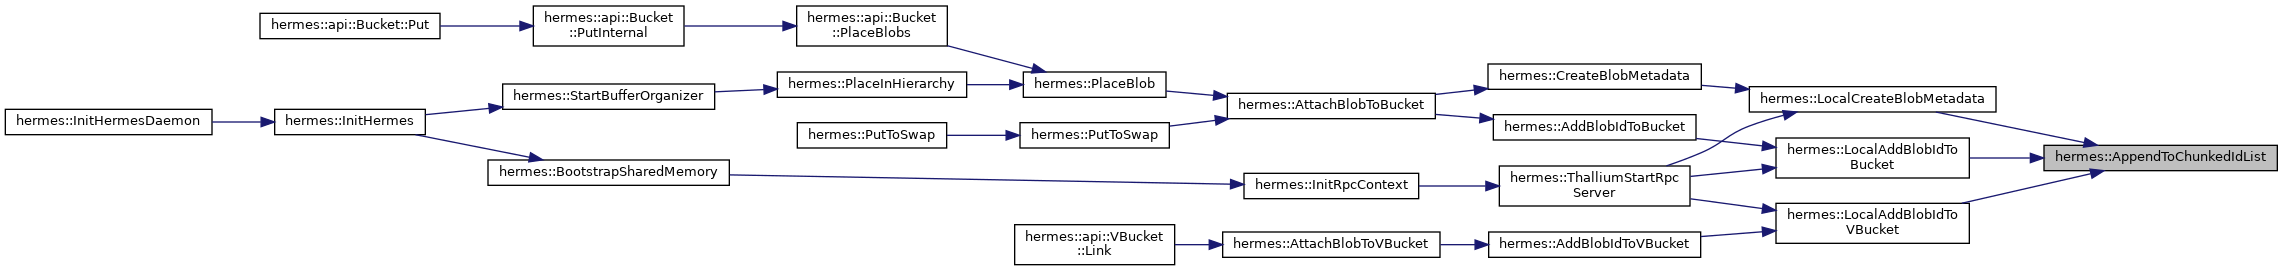 hermes::api::Bucket::Put
hermes::api::Bucket
::PutInternal
hermes::api::Bucket
::PlaceBlobs
hermes::InitHermesDaemon
hermes::InitHermes
hermes::StartBufferOrganizer
hermes::PlaceInHierarchy
hermes::PlaceBlob
hermes::AttachBlobToBucket
hermes::CreateBlobMetadata
hermes::LocalCreateBlobMetadata
hermes::PutToSwap
hermes::PutToSwap
hermes::AddBlobIdToBucket
hermes::LocalAddBlobIdTo
Bucket
hermes::AppendToChunkedIdList
hermes::BootstrapSharedMemory
hermes::InitRpcContext
hermes::ThalliumStartRpc
Server
hermes::LocalAddBlobIdTo
VBucket
hermes::api::VBucket
::Link
hermes::AttachBlobToVBucket
hermes::AddBlobIdToVBucket